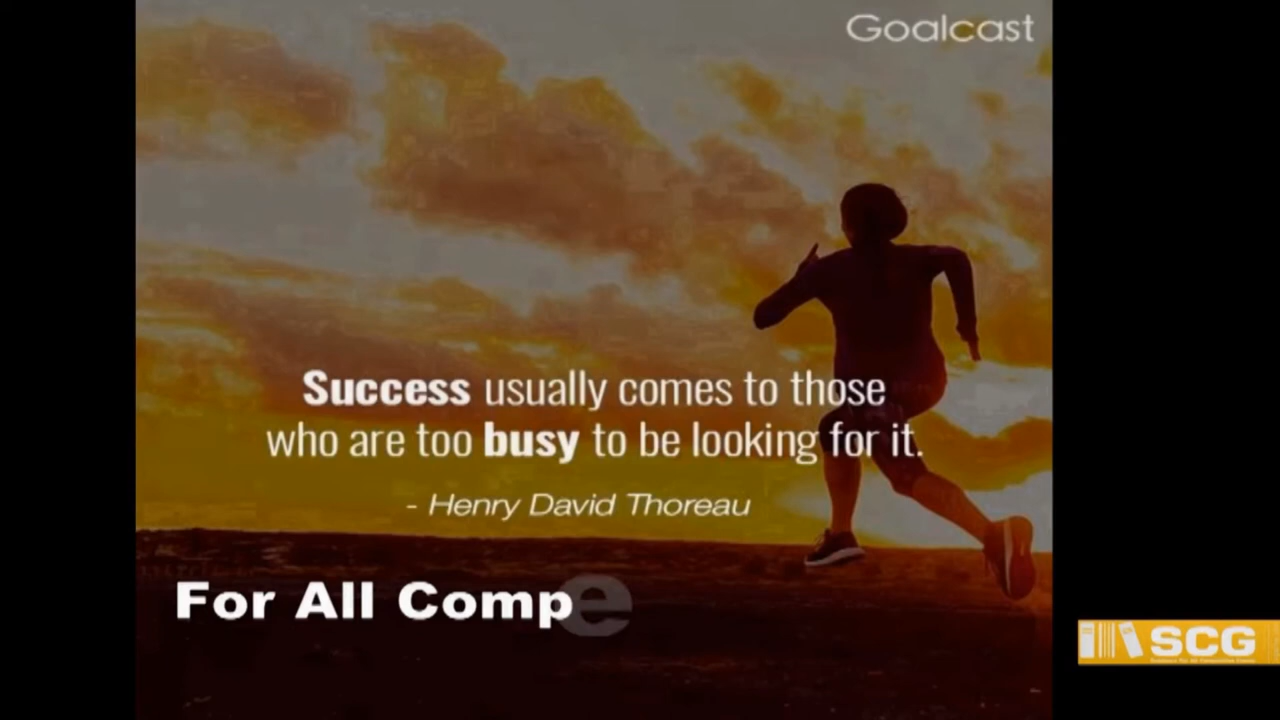 Goalcast
Success usually comes to those
who are too busy to be looking for it.
- Henry David Thoreau
For All Compe
SCG